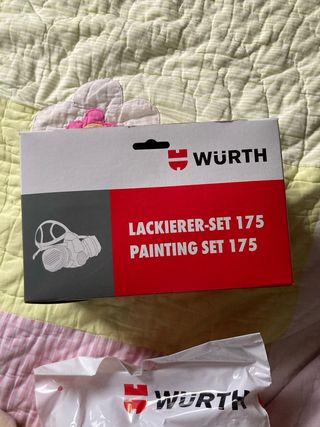 WÜRTH
LACKIERER-SET 175
PAINTING SET 175
WÜRTH